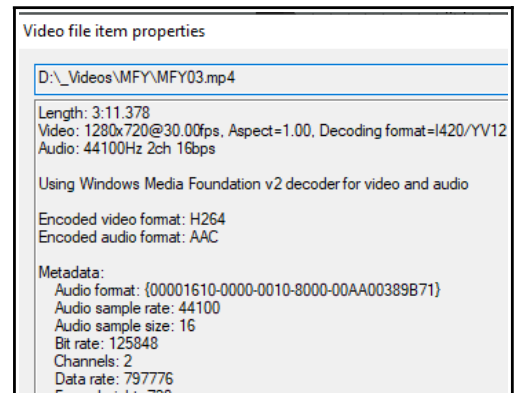 Video file item properties
D:\_Videos\MFY\MFY03.mp4
Length: 3:11.378
Video: 1280x720@30.00fps, Aspect=1.00, Decoding format=I420/YV12
Audio: 44100Hz 2ch 16bps
Using Windows Media Foundation v2 decoder for video and audio
Encoded video format: H264
Encoded audio format: AAC
Metadata:
Audio format: {00001610-0000-0010-8000-00AA00389B71}
Audio sample rate: 44100
Audio sample size: 16
Bit rate: 125848
Channels: 2
Data rate: 797776